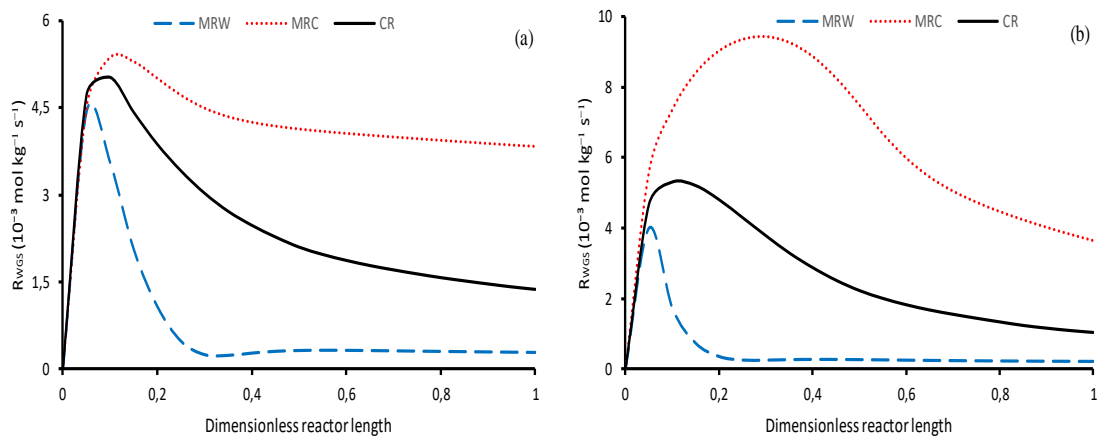 MRW MRC CR
(a)
6
4,5
3
1,5
0
R_WGS (10⁻³ mol kg⁻¹ s⁻¹)
0 0,2 0,4 0,6 0,8 1
Dimensionless reactor length
MRW MRC CR
(b)
10
8
6
4
2
0
R_WGS (10⁻³ mol kg⁻¹ s⁻¹)
0 0,2 0,4 0,6 0,8 1
Dimensionless reactor length